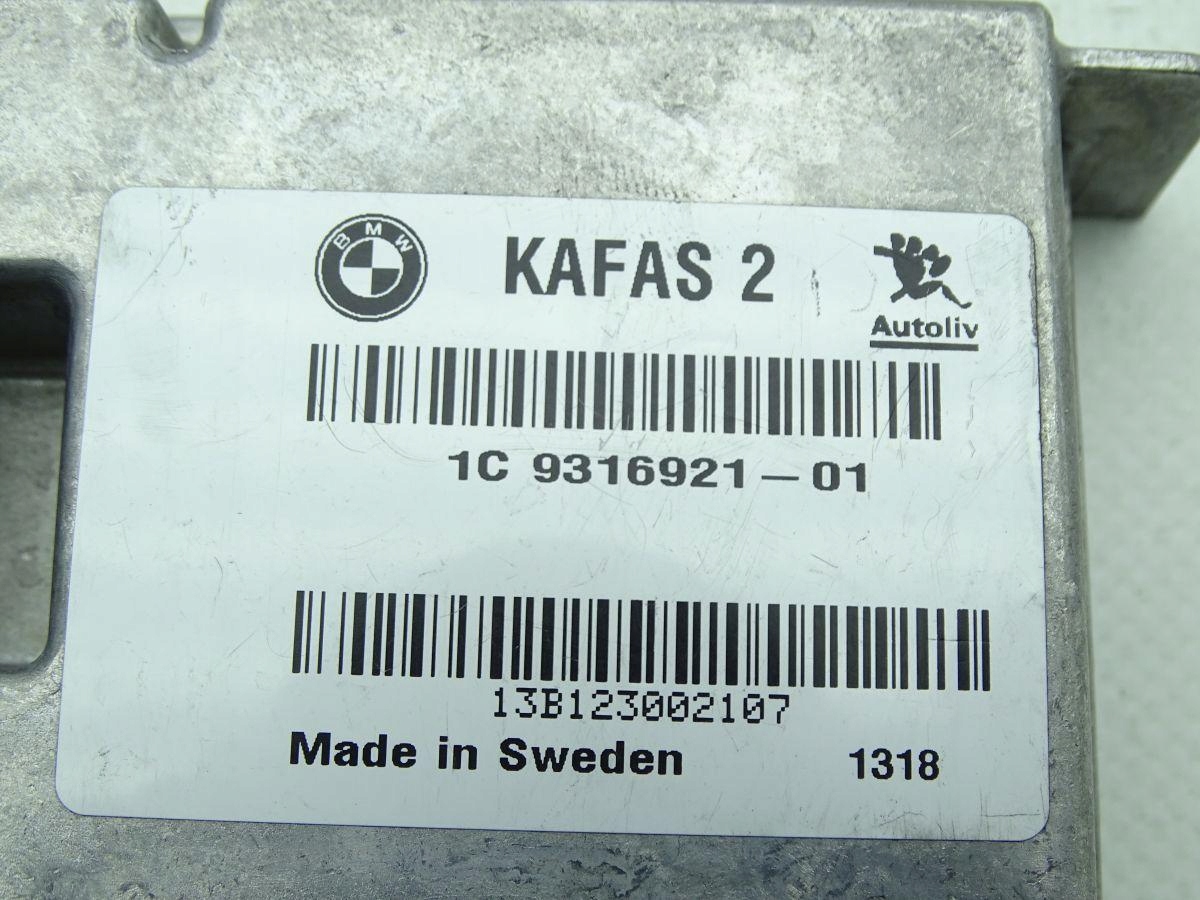 BMW KAFAS 2
Autoliv
1C 9316921-01
13B123002107
Made in Sweden 1318